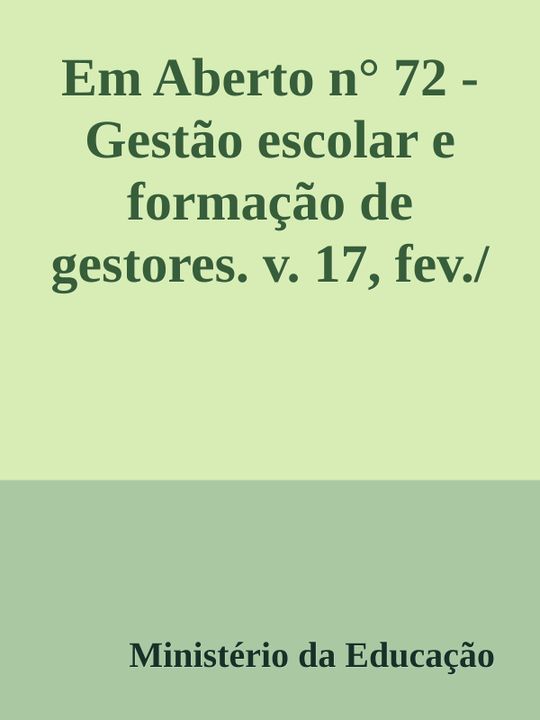 Em Aberto n° 72 -
Gestão escolar e
formação de
gestores. v. 17, fev./
Ministério da Educação